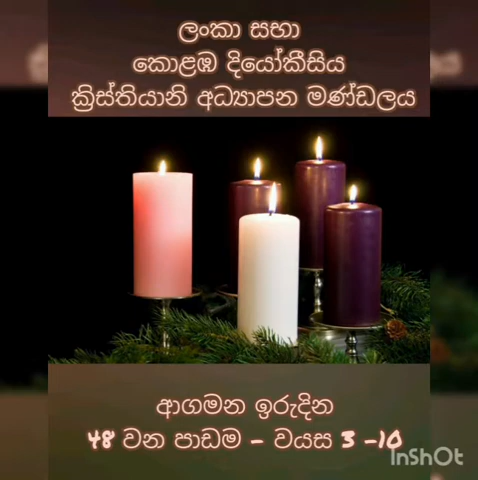 ලංකා සභා
කොළඹ දියෝකීසිය
ක්‍රිස්තියානි අධ්‍යාපන මණ්ඩලය
ආගමන ඉරුදින
48 වන පාඩම - වයස 3 -10
InShOt